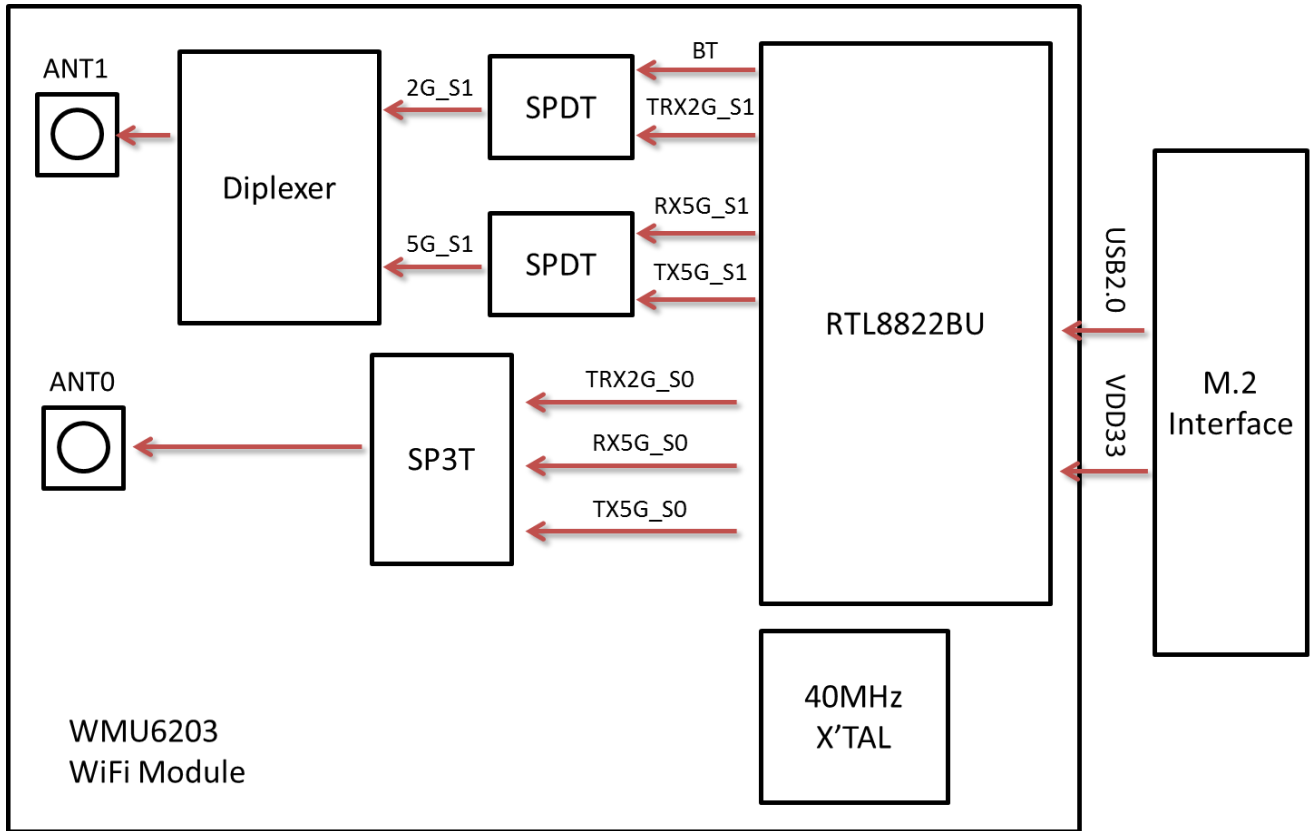 ANT1
Diplexer
2G_S1
5G_S1
SPDT
SPDT
BT
TRX2G_S1
RX5G_S1
TX5G_S1
RTL8822BU
USB2.0
VDD33
M.2
Interface
ANT0
SP3T
TRX2G_S0
RX5G_S0
TX5G_S0
40MHz
X’TAL
WMU6203
WiFi Module